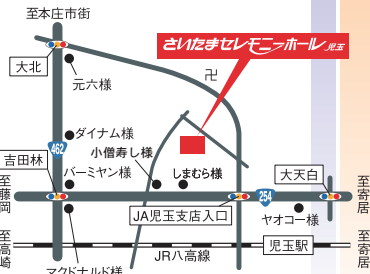 至本庄市街
さいたまセレモニーホール児玉
大北
卍
元六様
462
ダイナム様
小僧寿し様
吉田林
バーミヤン様
しまむら様
大天白
254
至藤岡
至寄居
JA児玉支店入口
ヤオコー様
至高崎
JR八高線
児玉駅
至寄居
マクドナルド様